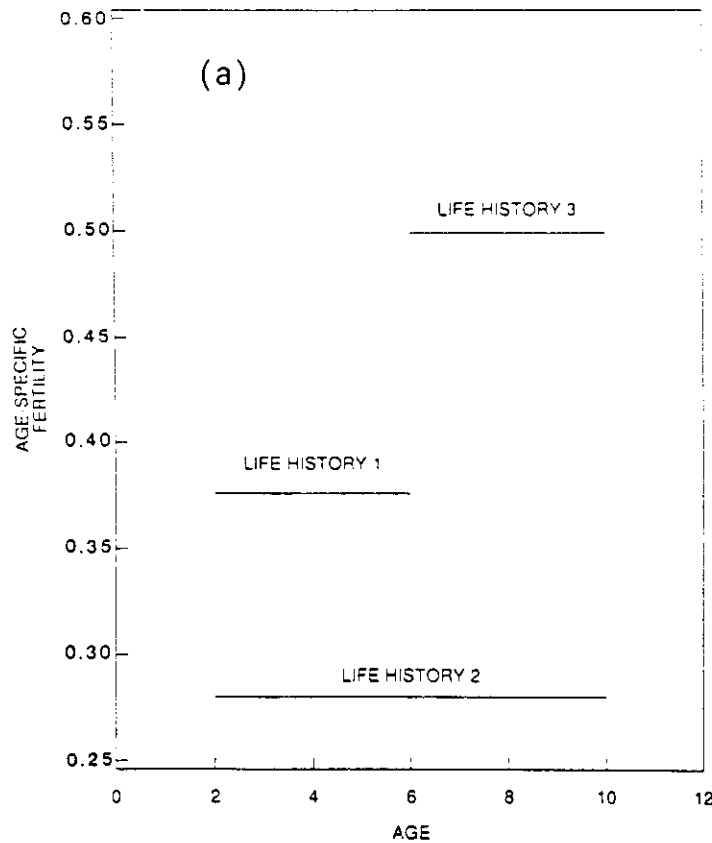 0.60
(a)
0.55
LIFE HISTORY 3
0.50
0.45
AGE-SPECIFIC
FERTILITY
0.40
LIFE HISTORY 1
0.35
0.30
LIFE HISTORY 2
0.25
0 2 4 6 8 10 12
AGE